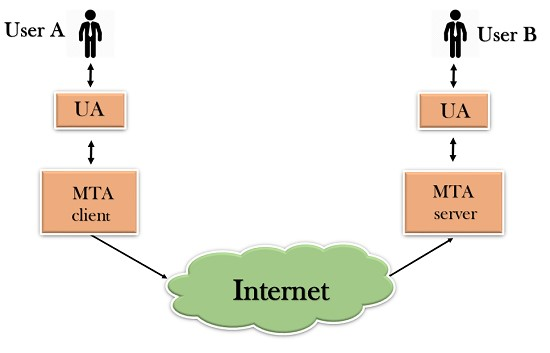 User A
User B
UA
UA
MTA
client
MTA
server
Internet